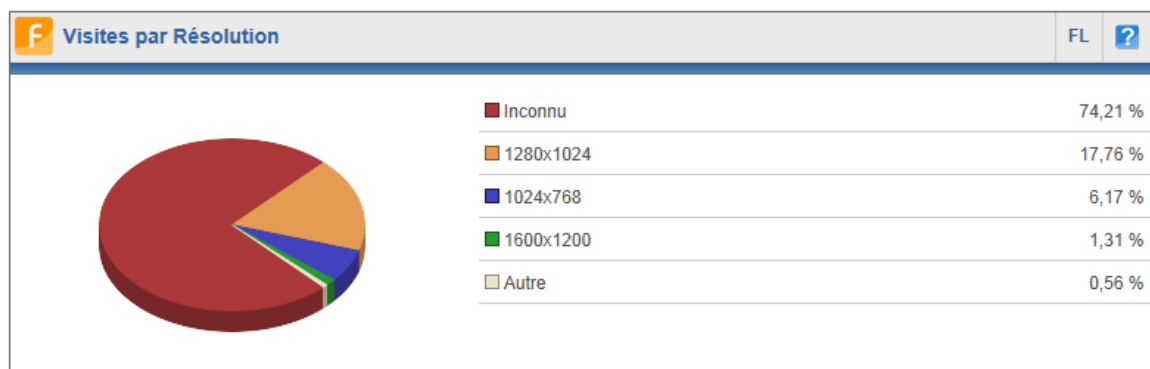 F Visites par Résolution FL ?
Inconnu 74,21 %
1280x1024 17,76 %
1024x768 6,17 %
1600x1200 1,31 %
Autre 0,56 %